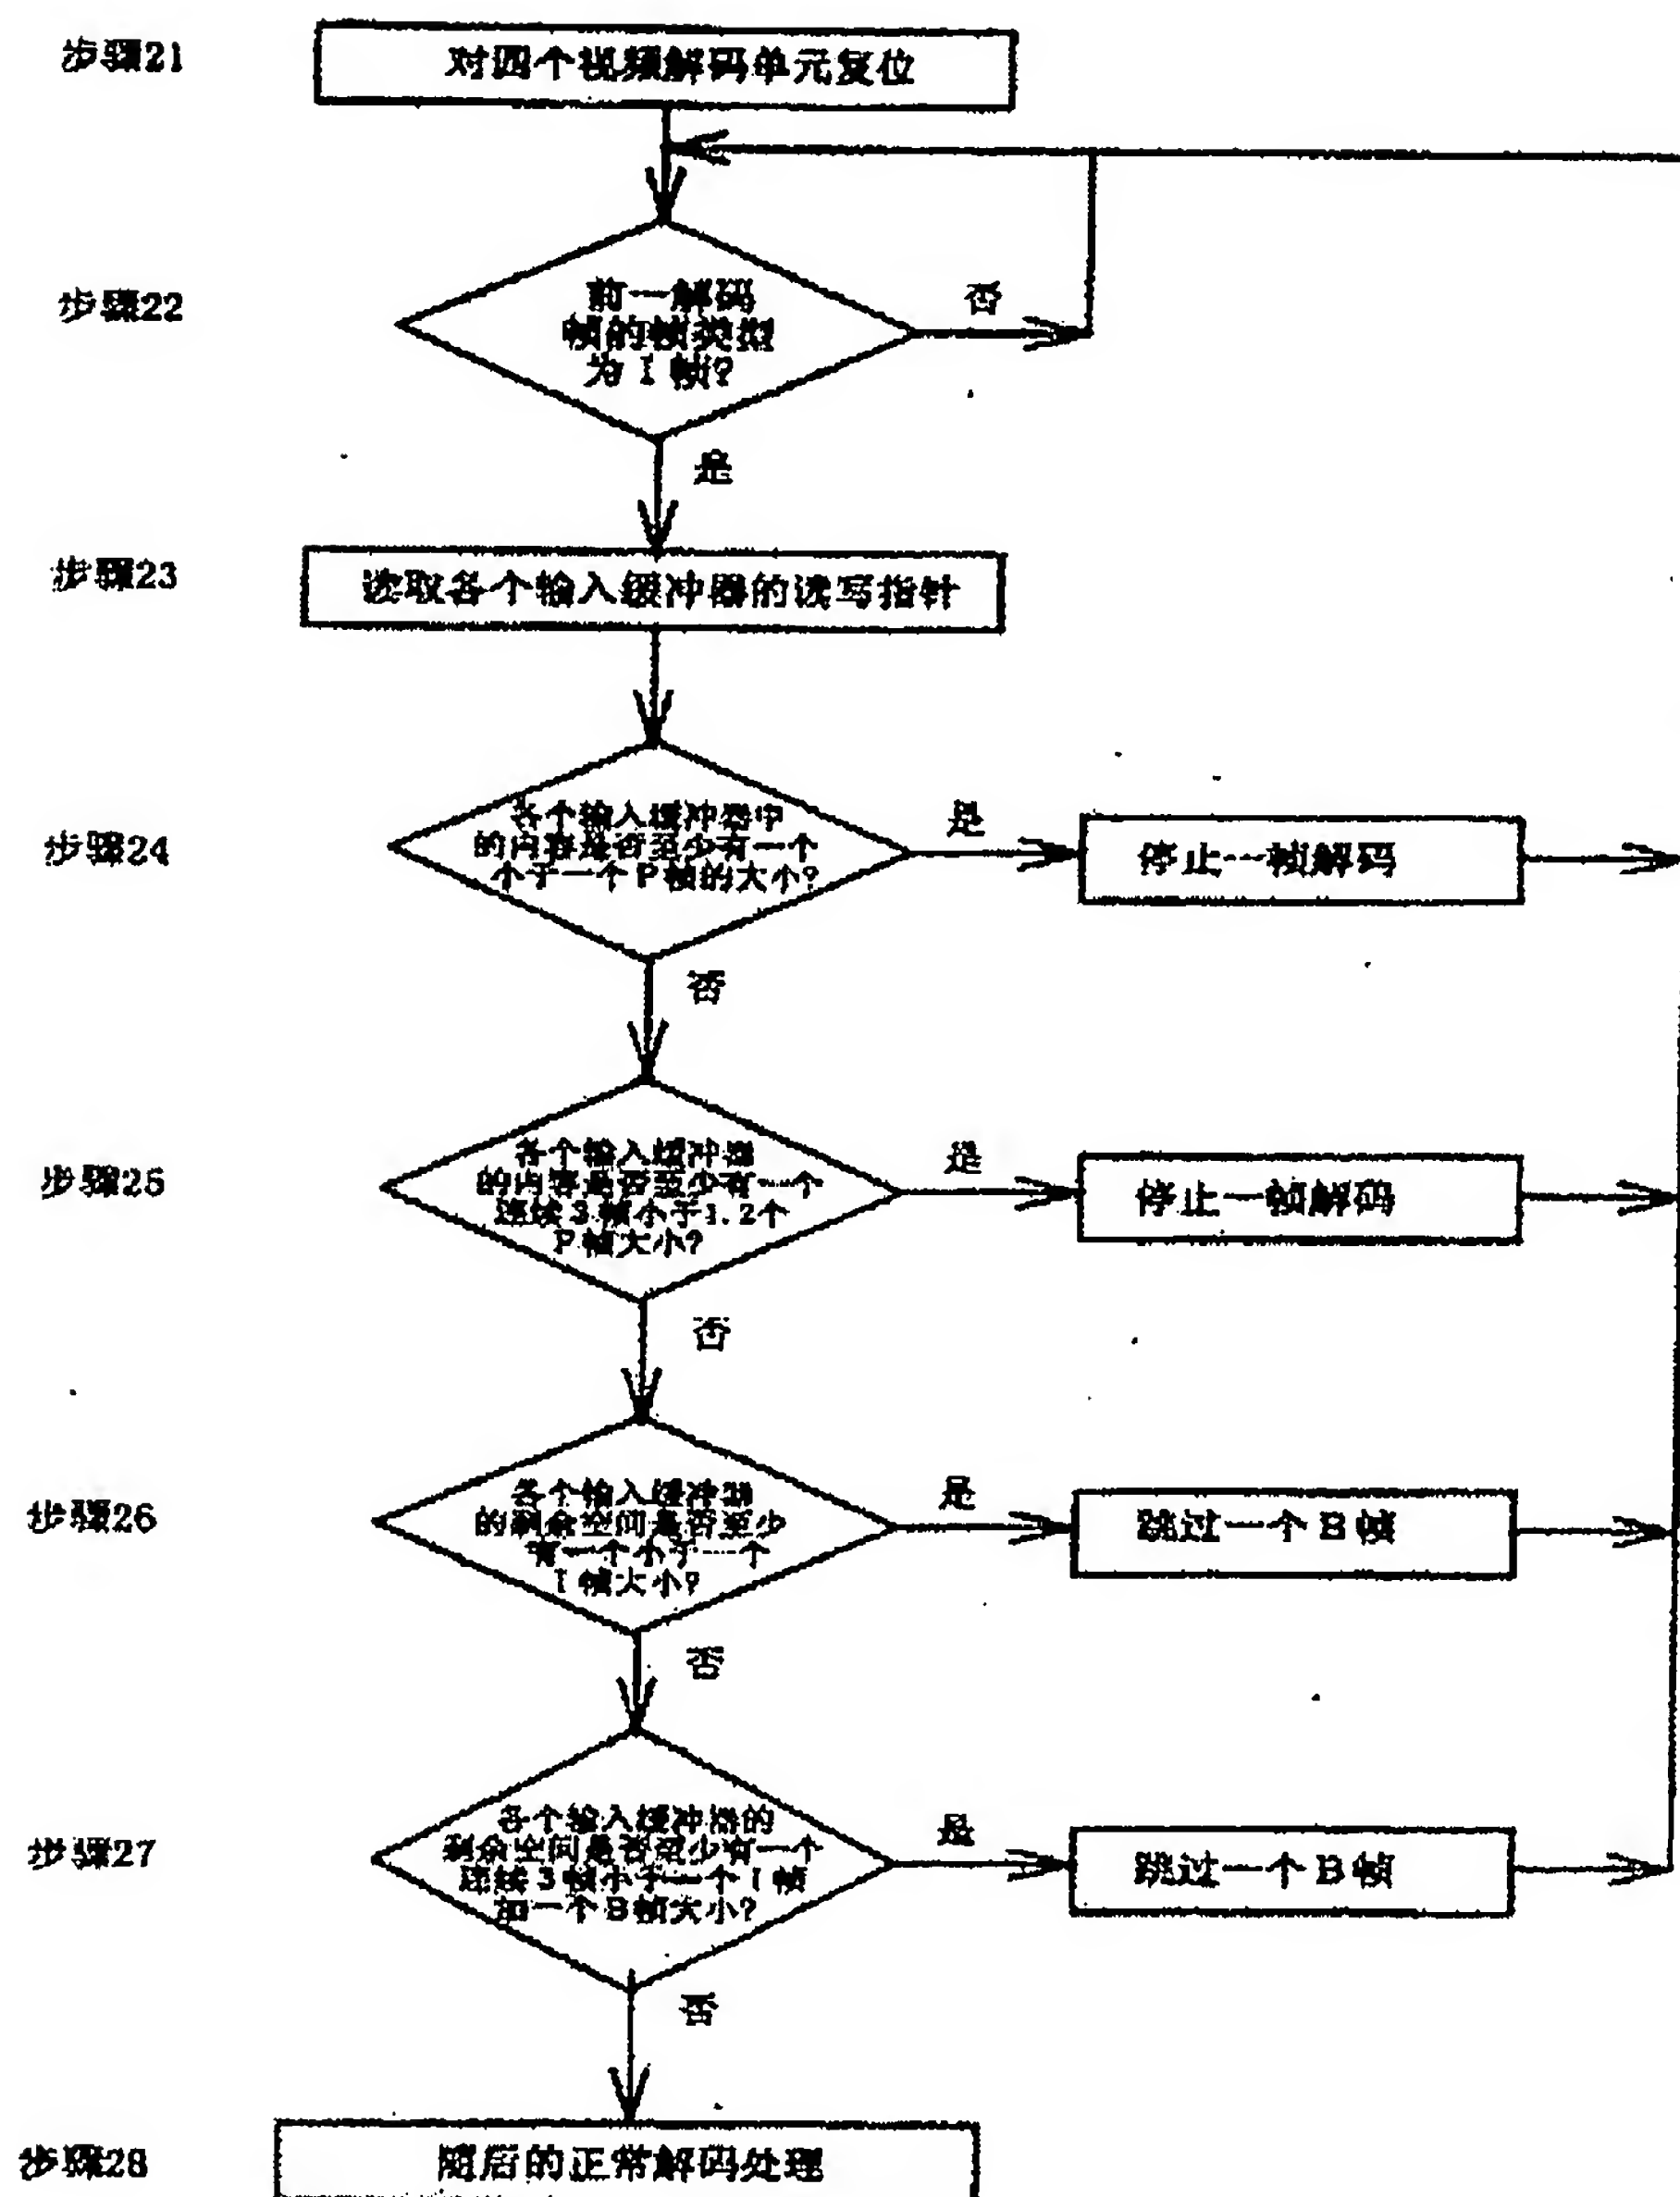 步骤21
对四个视频解码单元复位
步骤22
前一解码
帧的帧类型
为 I 帧?
否
是
步骤23
读取各个输入缓冲器的读写指针
步骤24
各个输入缓冲器中
的内容是否至少有一个
小于一个 P 帧的大小?
是
停止一帧解码
否
步骤25
各个输入缓冲器
的内容是否至少有一个
连续 3 帧小于1.2个
P 帧大小?
是
停止一帧解码
否
步骤26
各个输入缓冲器
的剩余空间是否至少
有一个小于一个
I 帧大小?
是
跳过一个 B 帧
否
步骤27
各个输入缓冲器的
剩余空间是否至少有一个
连续 3 帧小于一个 I 帧
加一个 B 帧大小?
是
跳过一个 B 帧
否
步骤28
随后的正常解码处理